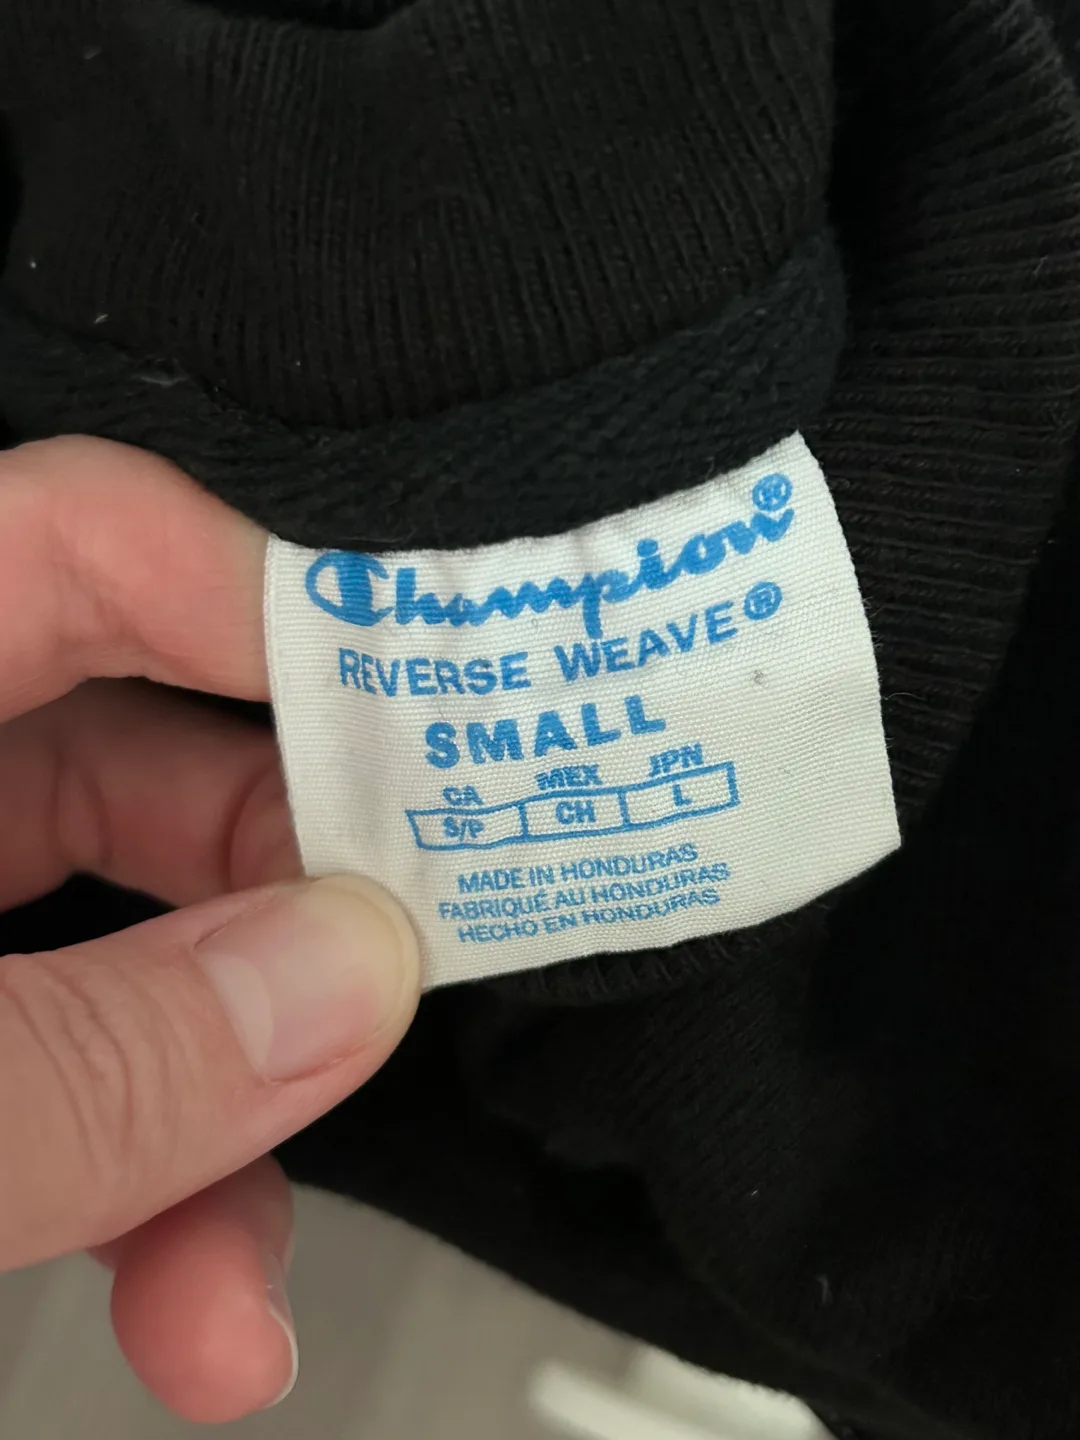 Champion®
REVERSE WEAVE®
SMALL
CA MEX JPN
S/P CH L
MADE IN HONDURAS
FABRIQUÉ AU HONDURAS
HECHO EN HONDURAS